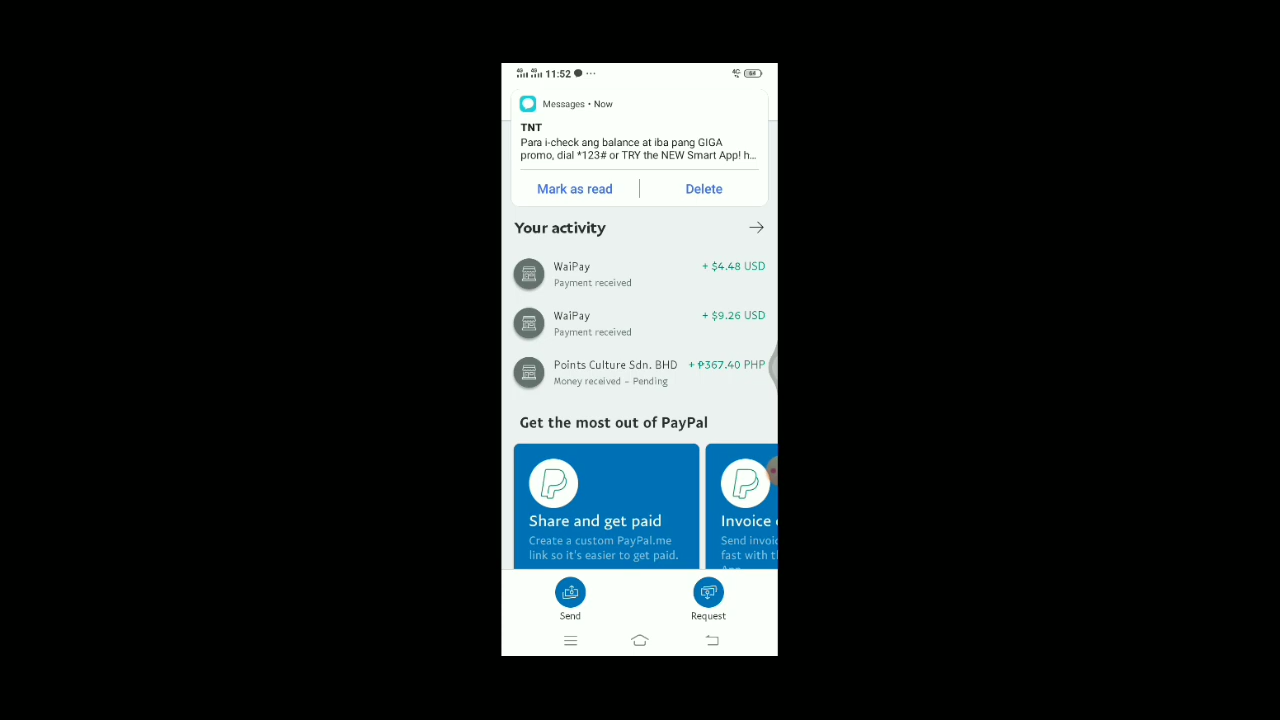 11:52
4G
64
Messages • Now
TNT
Para i-check ang balance at iba pang GIGA
promo, dial *123# or TRY the NEW Smart App! h...
Mark as read
Delete
Your activity
WaiPay
+ $4.48 USD
Payment received
WaiPay
+ $9.26 USD
Payment received
Points Culture Sdn. BHD
+ ₱367.40 PHP
Money received – Pending
Get the most out of PayPal
Share and get paid
Create a custom PayPal.me
link so it's easier to get paid.
Invoice
Send invoic
fast with t
Send
Request